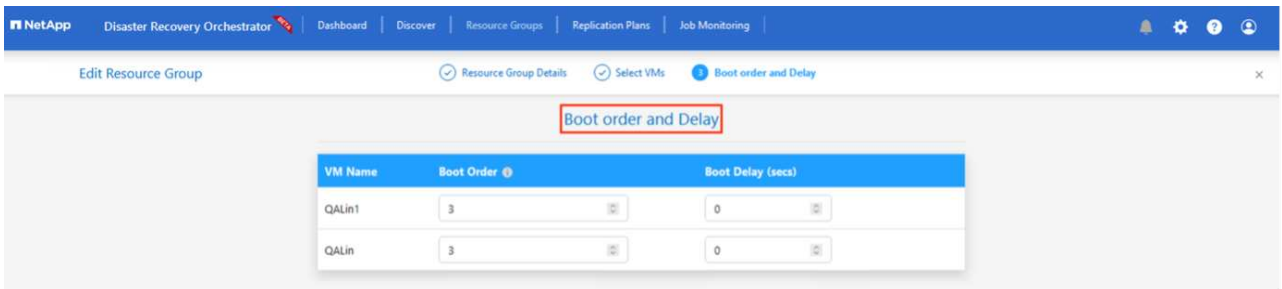 NetApp Disaster Recovery Orchestrator BETA Dashboard Discover Resource Groups Replication Plans Job Monitoring ?
Edit Resource Group Resource Group Details Select VMs 3 Boot order and Delay
Boot order and Delay
VM Name Boot Order i Boot Delay (secs)
QALin1 3 0
QALin 3 0